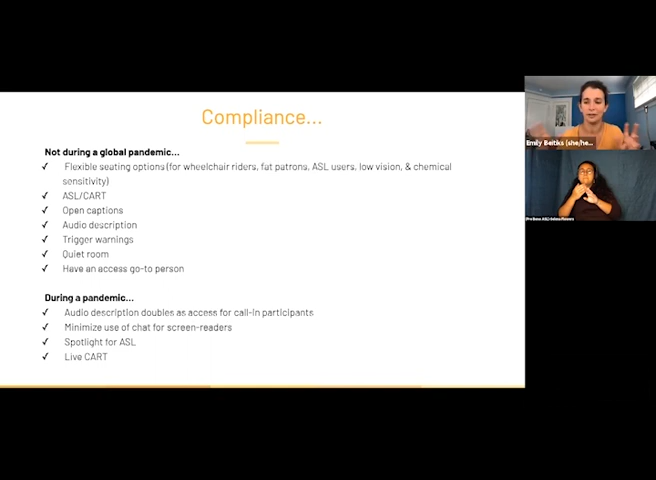 Compliance...
Not during a global pandemic...
✓ Flexible seating options (for wheelchair riders, fat patrons, ASL users, low vision, & chemical
sensitivity)
✓ ASL/CART
✓ Open captions
✓ Audio description
✓ Trigger warnings
✓ Quiet room
✓ Have an access go-to person
During a pandemic...
✓ Audio description doubles as access for call-in participants
✓ Minimize use of chat for screen-readers
✓ Spotlight for ASL
✓ Live CART
Emily Beitiks (she/he...
(Pro Bono ASL)